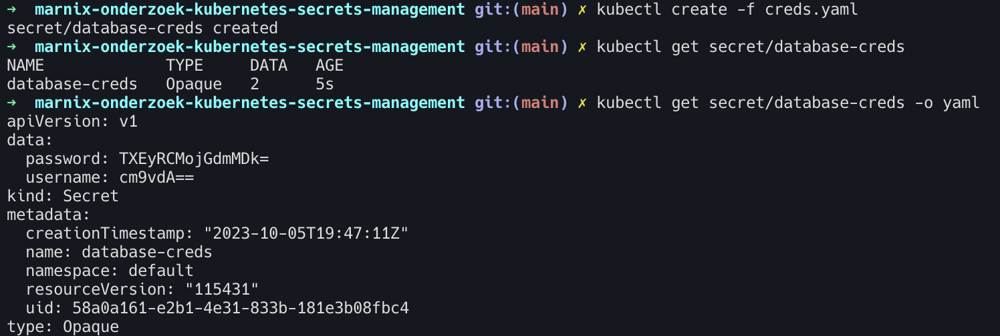 ➜  marnix-onderzoek-kubernetes-secrets-management git:(main) ✗ kubectl create -f creds.yaml
secret/database-creds created
➜  marnix-onderzoek-kubernetes-secrets-management git:(main) ✗ kubectl get secret/database-creds
NAME             TYPE     DATA   AGE
database-creds   Opaque   2      5s
➜  marnix-onderzoek-kubernetes-secrets-management git:(main) ✗ kubectl get secret/database-creds -o yaml
apiVersion: v1
data:
  password: TXEyRCMojGdmMDk=
  username: cm9vdA==
kind: Secret
metadata:
  creationTimestamp: "2023-10-05T19:47:11Z"
  name: database-creds
  namespace: default
  resourceVersion: "115431"
  uid: 58a0a161-e2b1-4e31-833b-181e3b08fbc4
type: Opaque